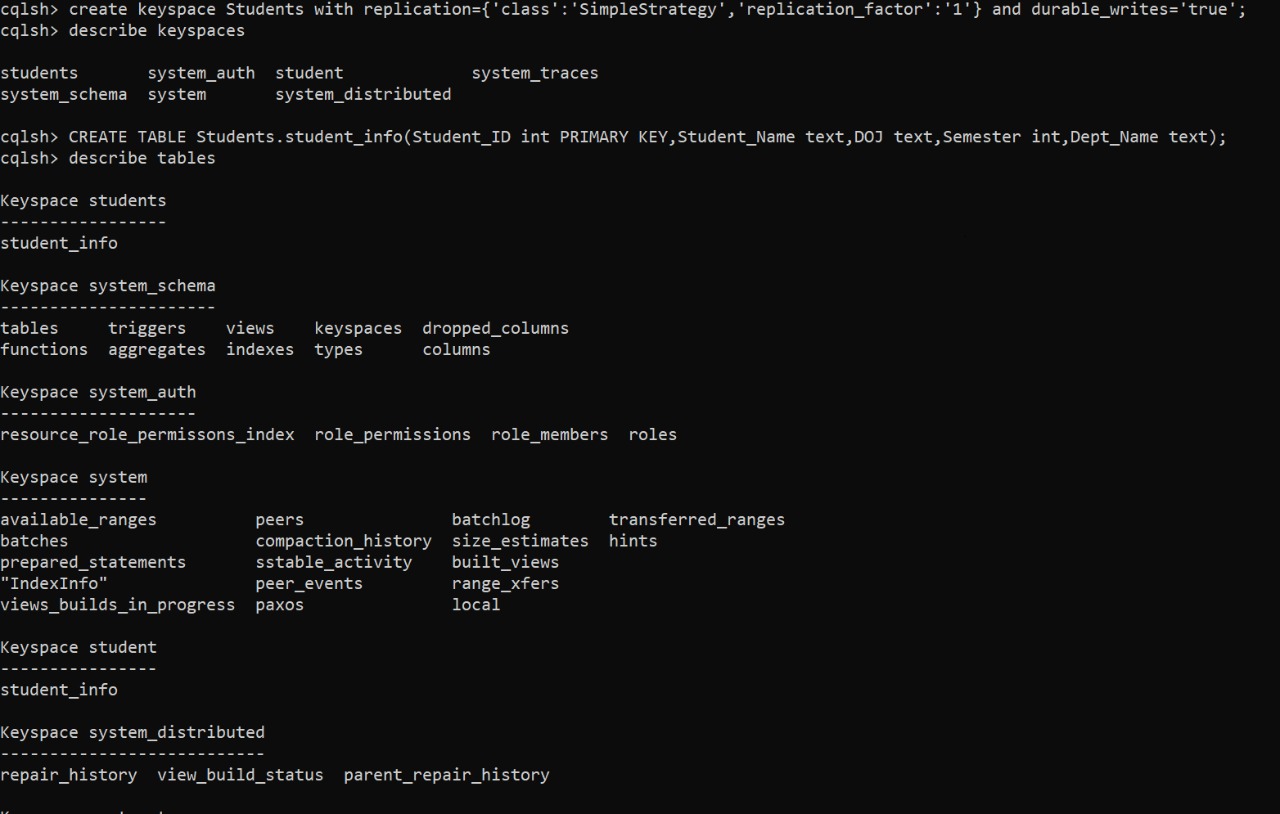 cqlsh> create keyspace Students with replication={'class':'SimpleStrategy','replication_factor':'1'} and durable_writes='true';
cqlsh> describe keyspaces
students       system_auth  student             system_traces
system_schema  system       system_distributed
cqlsh> CREATE TABLE Students.student_info(Student_ID int PRIMARY KEY,Student_Name text,DOJ text,Semester int,Dept_Name text);
cqlsh> describe tables
Keyspace students
-----------------
student_info
Keyspace system_schema
----------------------
tables     triggers    views    keyspaces  dropped_columns
functions  aggregates  indexes  types      columns
Keyspace system_auth
--------------------
resource_role_permissons_index  role_permissions  role_members  roles
Keyspace system
---------------
available_ranges          peers               batchlog        transferred_ranges
batches                   compaction_history  size_estimates  hints
prepared_statements       sstable_activity    built_views
"IndexInfo"               peer_events         range_xfers
views_builds_in_progress  paxos               local
Keyspace student
----------------
student_info
Keyspace system_distributed
---------------------------
repair_history  view_build_status  parent_repair_history